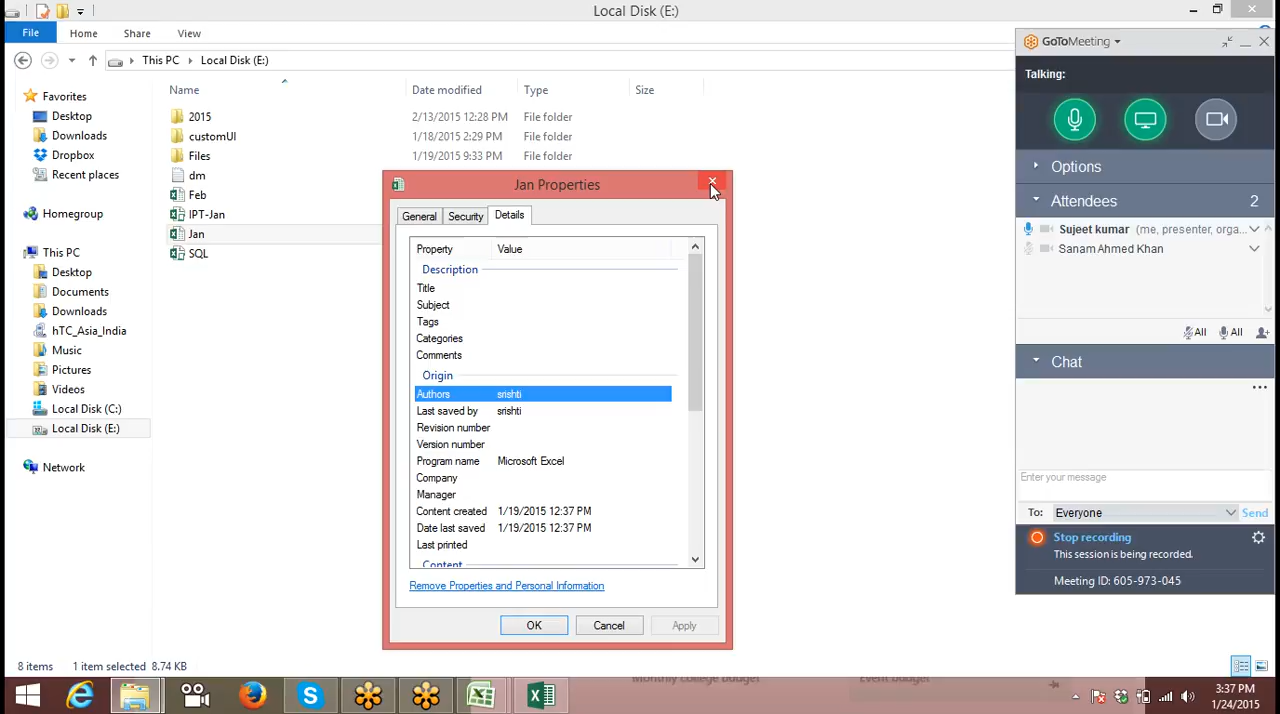 Local Disk (E:)
File
Home
Share
View
This PC
Local Disk (E:)
Name
Date modified
Type
Size
Favorites
Desktop
Downloads
Dropbox
Recent places
Homegroup
This PC
Desktop
Documents
Downloads
hTC_Asia_India
Music
Pictures
Videos
Local Disk (C:)
Local Disk (E:)
Network
2015
2/13/2015 12:28 PM
File folder
customUI
1/18/2015 2:29 PM
File folder
Files
1/19/2015 9:33 PM
File folder
dm
Feb
IPT-Jan
Jan
SQL
Jan Properties
General
Security
Details
Property
Value
Description
Title
Subject
Tags
Categories
Comments
Origin
Authors srishti
Last saved by srishti
Revision number
Version number
Program name Microsoft Excel
Company
Manager
Content created 1/19/2015 12:37 PM
Date last saved 1/19/2015 12:37 PM
Last printed
Content
Remove Properties and Personal Information
OK
Cancel
Apply
GoToMeeting
Talking:
Options
Attendees 2
Sujeet kumar (me, presenter, orga...
Sanam Ahmed Khan
All
All
Chat
Enter your message
To: Everyone Send
Stop recording
This session is being recorded.
Meeting ID: 605-973-045
8 items 1 item selected 8.74 KB
Monthly college budget
Event budget
3:37 PM
1/24/2015